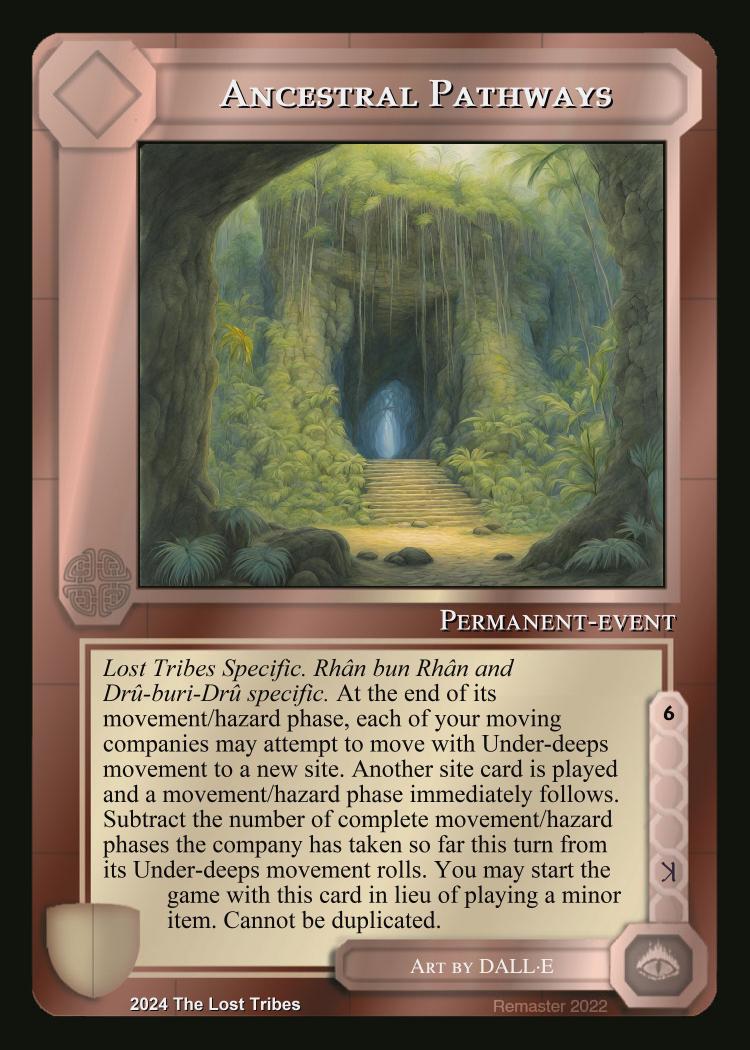 Ancestral Pathways
Permanent-event
Lost Tribes Specific. Rhân bun Rhân and
Drû-buri-Drû specific. At the end of its
movement/hazard phase, each of your moving
companies may attempt to move with Under-deeps
movement to a new site. Another site card is played
and a movement/hazard phase immediately follows.
Subtract the number of complete movement/hazard
phases the company has taken so far this turn from
its Under-deeps movement rolls. You may start the
game with this card in lieu of playing a minor
item. Cannot be duplicated.
6
Art by DALL·E
2024 The Lost Tribes
Remaster 2022